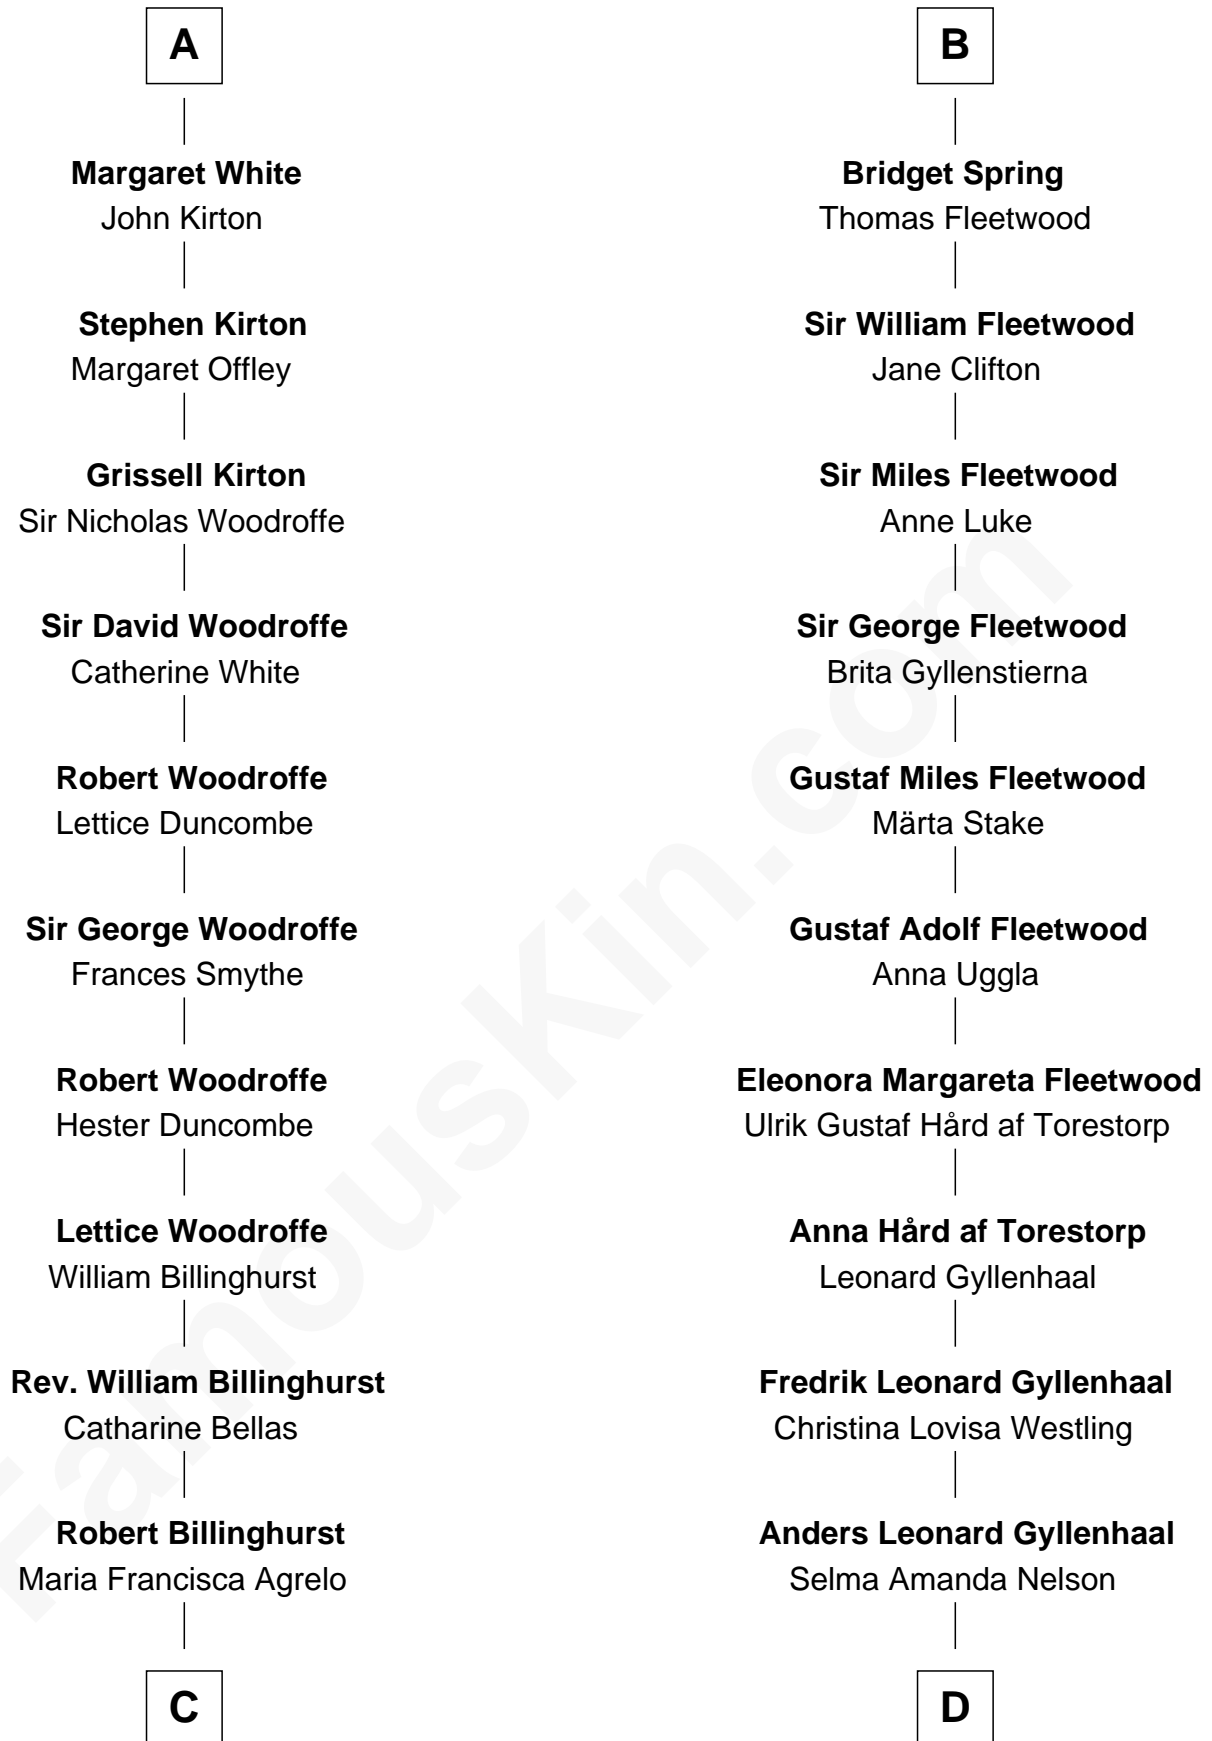 A
Margaret White
John Kirton
Stephen Kirton
Margaret Offley
Grissell Kirton
Sir Nicholas Woodroffe
Sir David Woodroffe
Catherine White
Robert Woodroffe
Lettice Duncombe
Sir George Woodroffe
Frances Smythe
Robert Woodroffe
Hester Duncombe
Lettice Woodroffe
William Billinghurst
Rev. William Billinghurst
Catharine Bellas
Robert Billinghurst
Maria Francisca Agrelo
C
B
Bridget Spring
Thomas Fleetwood
Sir William Fleetwood
Jane Clifton
Sir Miles Fleetwood
Anne Luke
Sir George Fleetwood
Brita Gyllenstierna
Gustaf Miles Fleetwood
Märta Stake
Gustaf Adolf Fleetwood
Anna Uggla
Eleonora Margareta Fleetwood
Ulrik Gustaf Hård af Torestorp
Anna Hård af Torestorp
Leonard Gyllenhaal
Fredrik Leonard Gyllenhaal
Christina Lovisa Westling
Anders Leonard Gyllenhaal
Selma Amanda Nelson
D
FamousKin.com